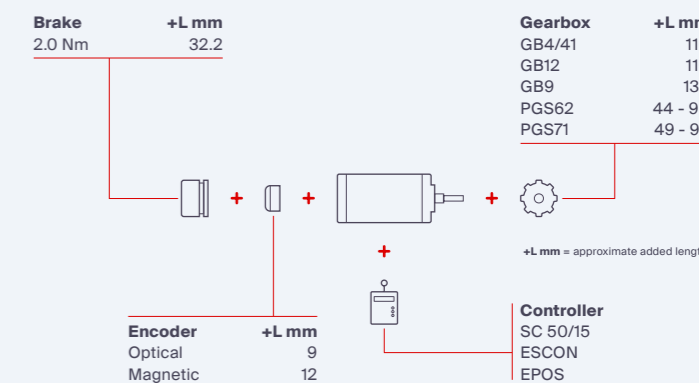 Brake +L mm
2.0 Nm 32.2
Gearbox
GB4/41
GB12
GB9
PGS62
PGS71
+L mm = approximate added
Encoder +L mm
Optical 9
Magnetic 12
Controller
SC 50/15
ESCON
EPOS